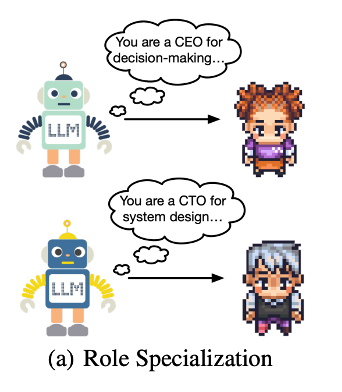 You are a CEO for
decision-making…
LLM
You are a CTO for
system design…
LLM
(a) Role Specialization